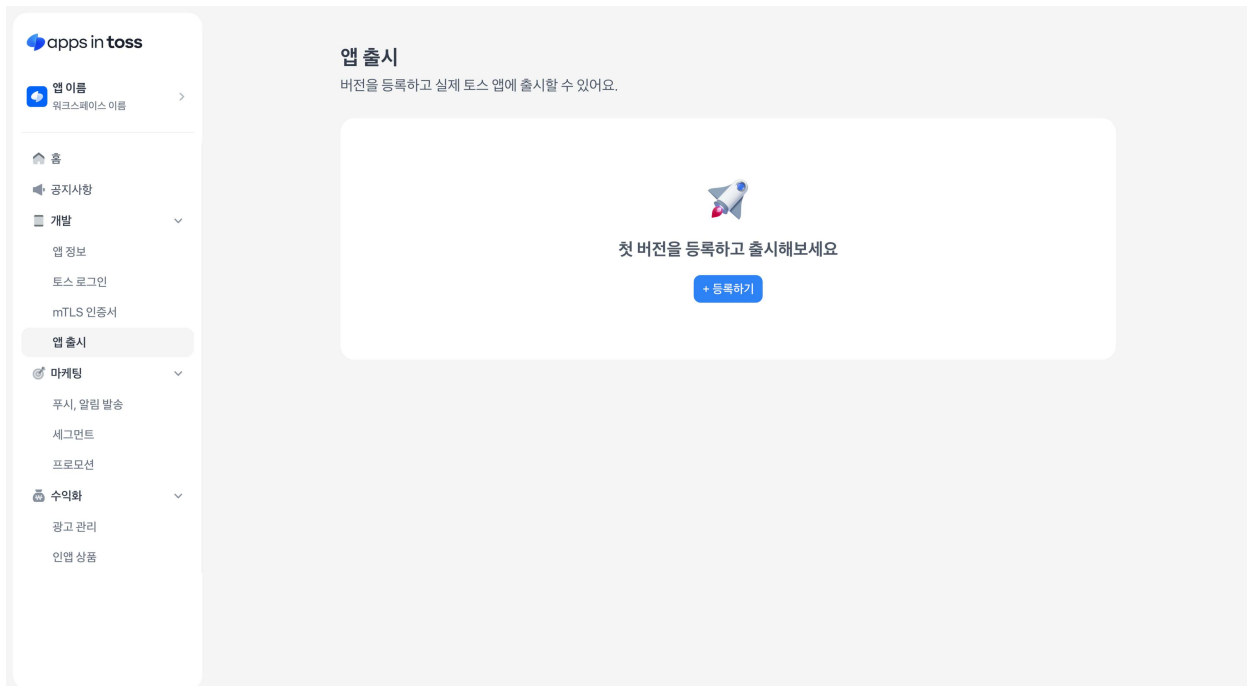 apps in toss
앱 이름
워크스페이스 이름
홈
공지사항
개발
앱 정보
토스 로그인
mTLS 인증서
앱 출시
마케팅
푸시, 알림 발송
세그먼트
프로모션
수익화
광고 관리
인앱 상품
앱 출시
버전을 등록하고 실제 토스 앱에 출시할 수 있어요.
첫 버전을 등록하고 출시해보세요
+ 등록하기